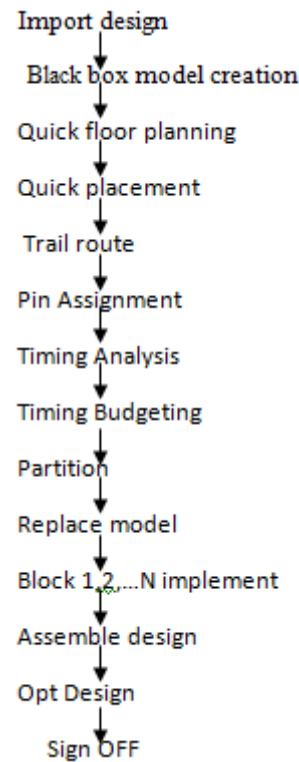 Import design
Black box model creation
Quick floor planning
Quick placement
Trail route
Pin Assignment
Timing Analysis
Timing Budgeting
Partition
Replace model
Block 1,2,...N implement
Assemble design
Opt Design
Sign OFF